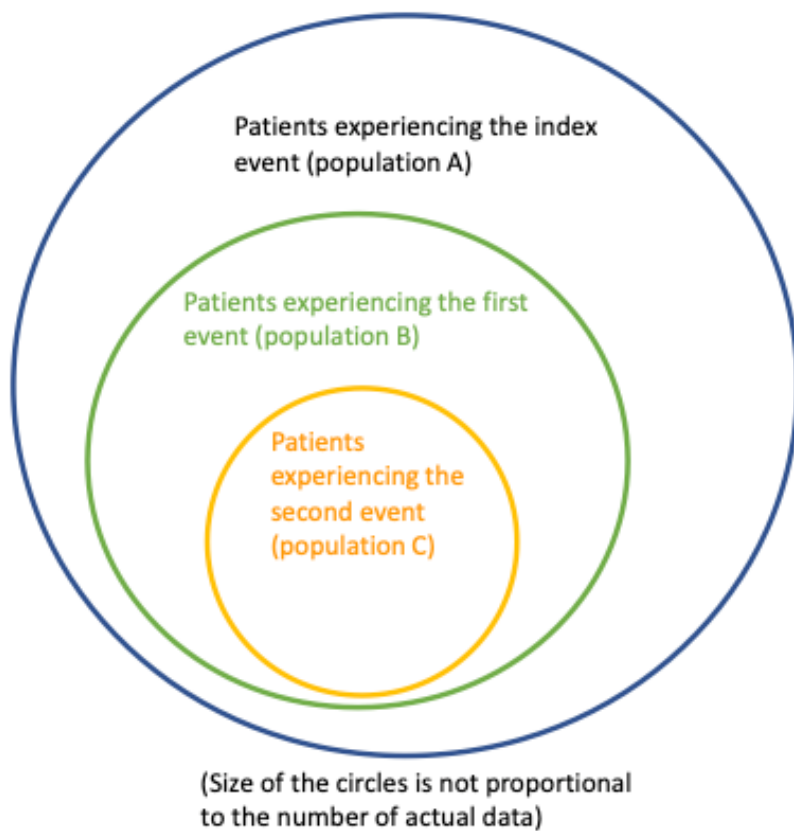 Patients experiencing the index
event (population A)
Patients experiencing the first
event (population B)
Patients
experiencing the
second event
(population C)
(Size of the circles is not proportional
to the number of actual data)